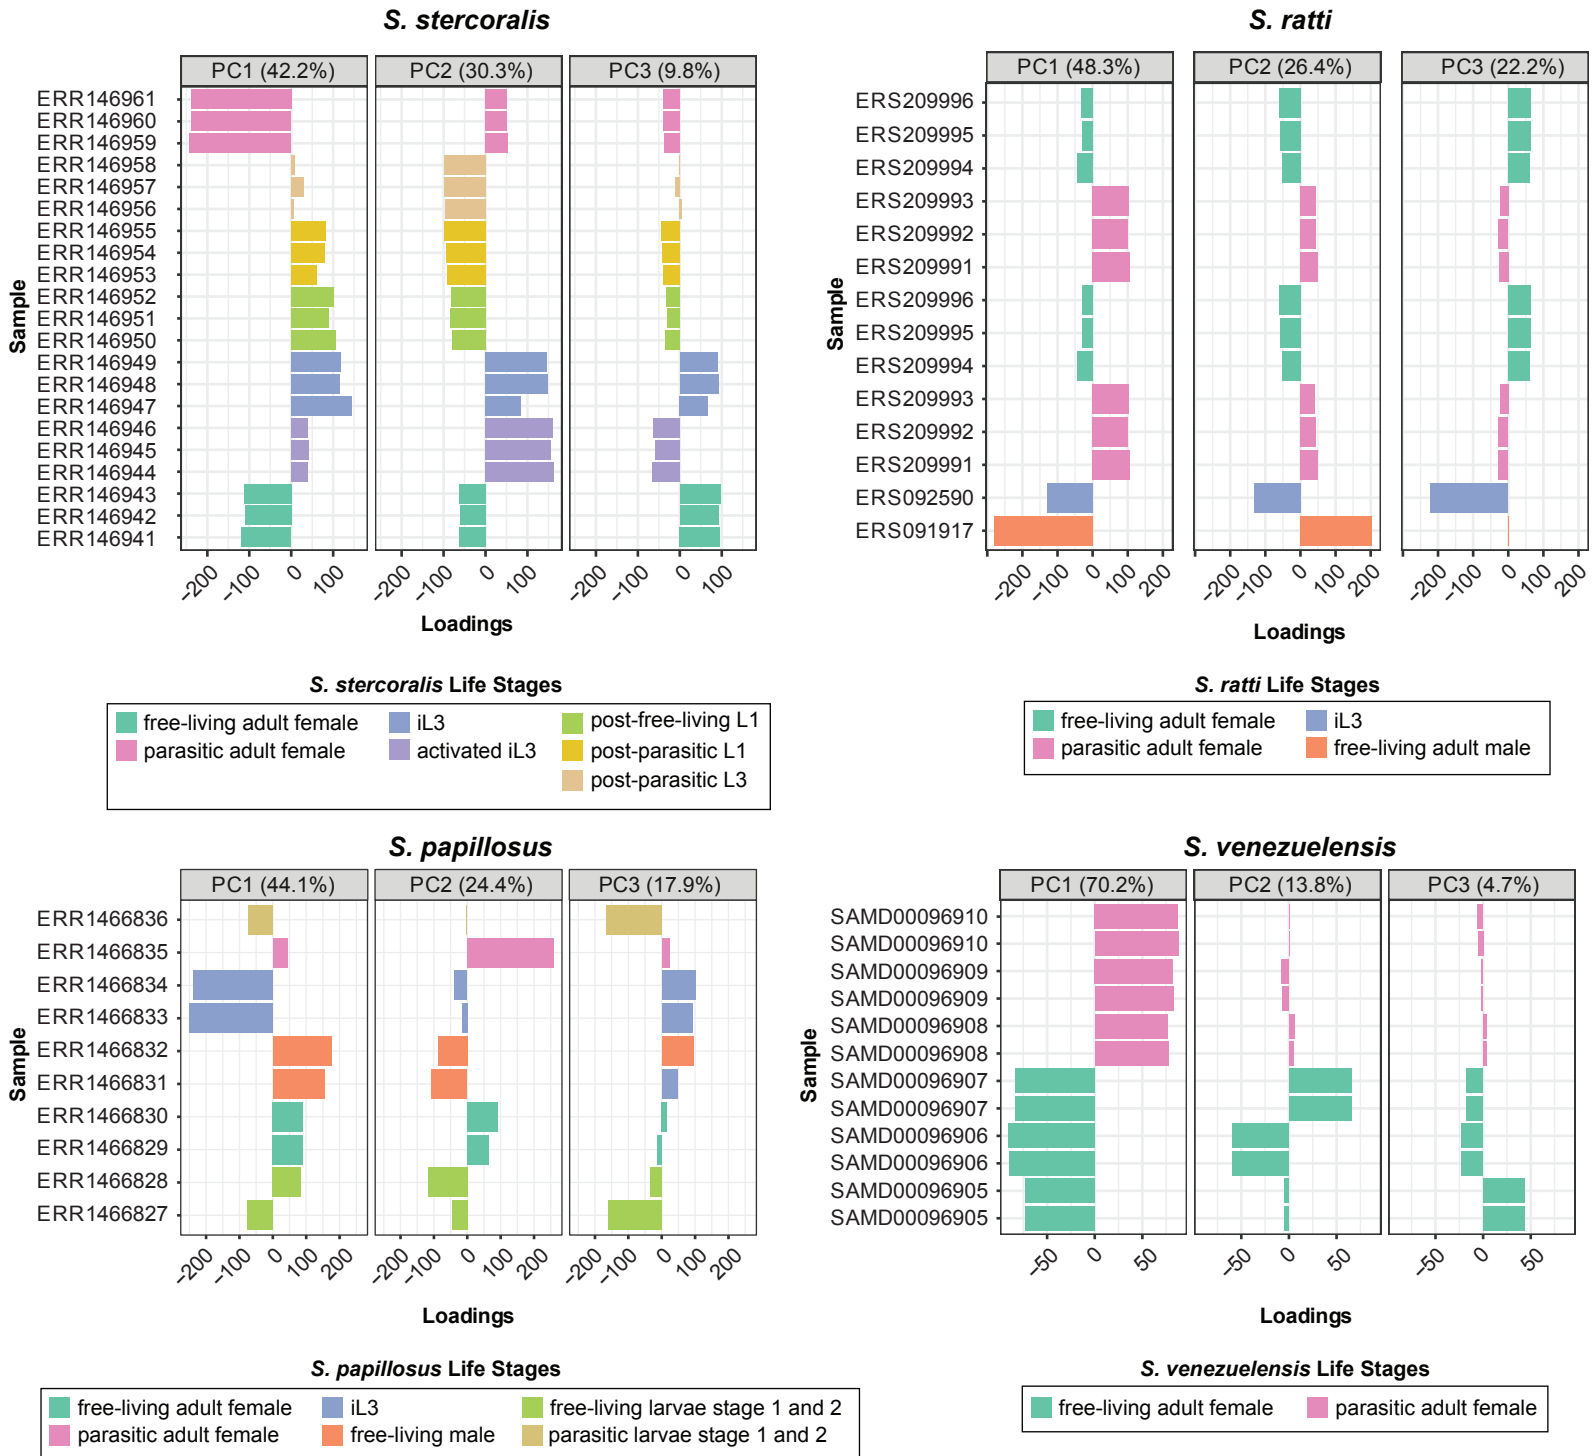 S. stercoralis
PC1 (42.2%) PC2 (30.3%) PC3 (9.8%)
Sample
ERR146961
ERR146960
ERR146959
ERR146958
ERR146957
ERR146956
ERR146955
ERR146954
ERR146953
ERR146952
ERR146951
ERR146950
ERR146949
ERR146948
ERR146947
ERR146946
ERR146945
ERR146944
ERR146943
ERR146942
ERR146941
−200 −100 0 100 −200 −100 0 100 −200 −100 0 100
Loadings
S. stercoralis Life Stages
free-living adult female iL3 post-free-living L1
parasitic adult female activated iL3 post-parasitic L1
post-parasitic L3
S. ratti
PC1 (48.3%) PC2 (26.4%) PC3 (22.2%)
Sample
ERS209996
ERS209995
ERS209994
ERS209993
ERS209992
ERS209991
ERS209996
ERS209995
ERS209994
ERS209993
ERS209992
ERS209991
ERS092590
ERS091917
−200 −100 0 100 200 −200 −100 0 100 200 −200 −100 0 100 200
Loadings
S. ratti Life Stages
free-living adult female iL3
parasitic adult female free-living adult male
S. papillosus
PC1 (44.1%) PC2 (24.4%) PC3 (17.9%)
Sample
ERR1466836
ERR1466835
ERR1466834
ERR1466833
ERR1466832
ERR1466831
ERR1466830
ERR1466829
ERR1466828
ERR1466827
−200 −100 0 100 200 −200 −100 0 100 200 −200 −100 0 100 200
Loadings
S. papillosus Life Stages
free-living adult female iL3 free-living larvae stage 1 and 2
parasitic adult female free-living male parasitic larvae stage 1 and 2
S. venezuelensis
PC1 (70.2%) PC2 (13.8%) PC3 (4.7%)
Sample
SAMD00096910
SAMD00096910
SAMD00096909
SAMD00096909
SAMD00096908
SAMD00096908
SAMD00096907
SAMD00096907
SAMD00096906
SAMD00096906
SAMD00096905
SAMD00096905
−50 0 50 −50 0 50 −50 0 50
Loadings
S. venezuelensis Life Stages
free-living adult female parasitic adult female